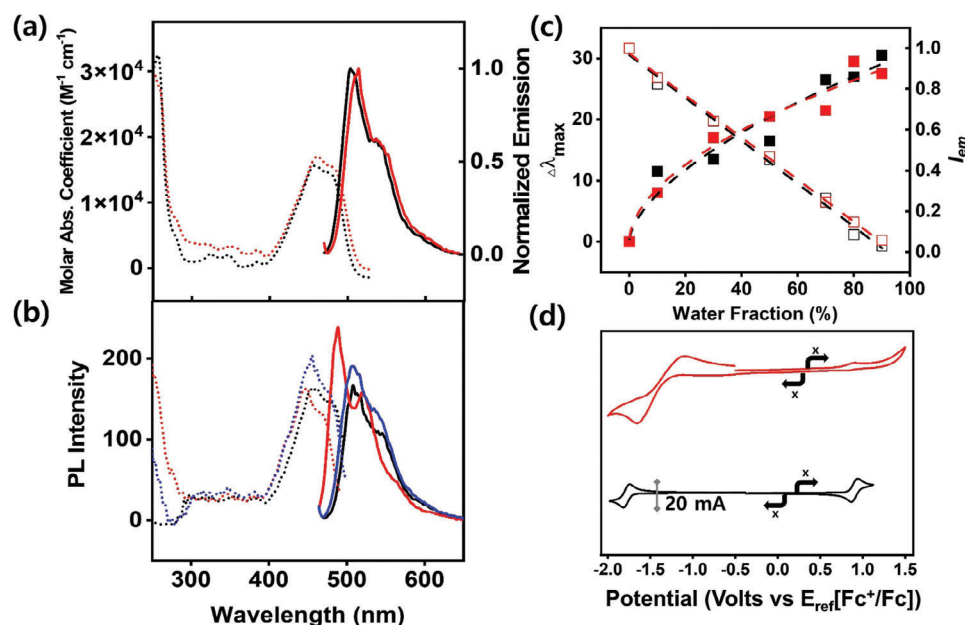 (a)
Molar Abs. Coefficient (M⁻¹ cm⁻¹)
3×10⁴
2×10⁴
1×10⁴
0
1.0
0.5
0.0
Normalized Emission
(b)
PL Intensity
200
100
0
300 400 500 600
Wavelength (nm)
(c)
△λmax
30
20
10
0
1.0
0.8
0.6
0.4
0.2
0.0
Iem
0 20 40 60 80 100
Water Fraction (%)
(d)
x
x
x
x
20 mA
-2.0 -1.5 -1.0 -0.5 0.0 0.5 1.0 1.5
Potential (Volts vs Eref[Fc⁺/Fc])